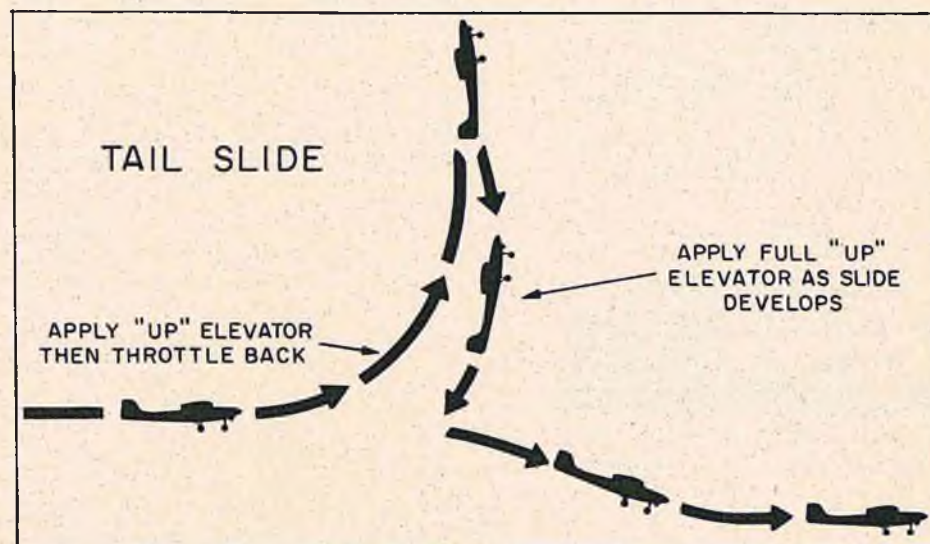 TAIL SLIDE
APPLY "UP" ELEVATOR
THEN THROTTLE BACK
APPLY FULL "UP"
ELEVATOR AS SLIDE
DEVELOPS